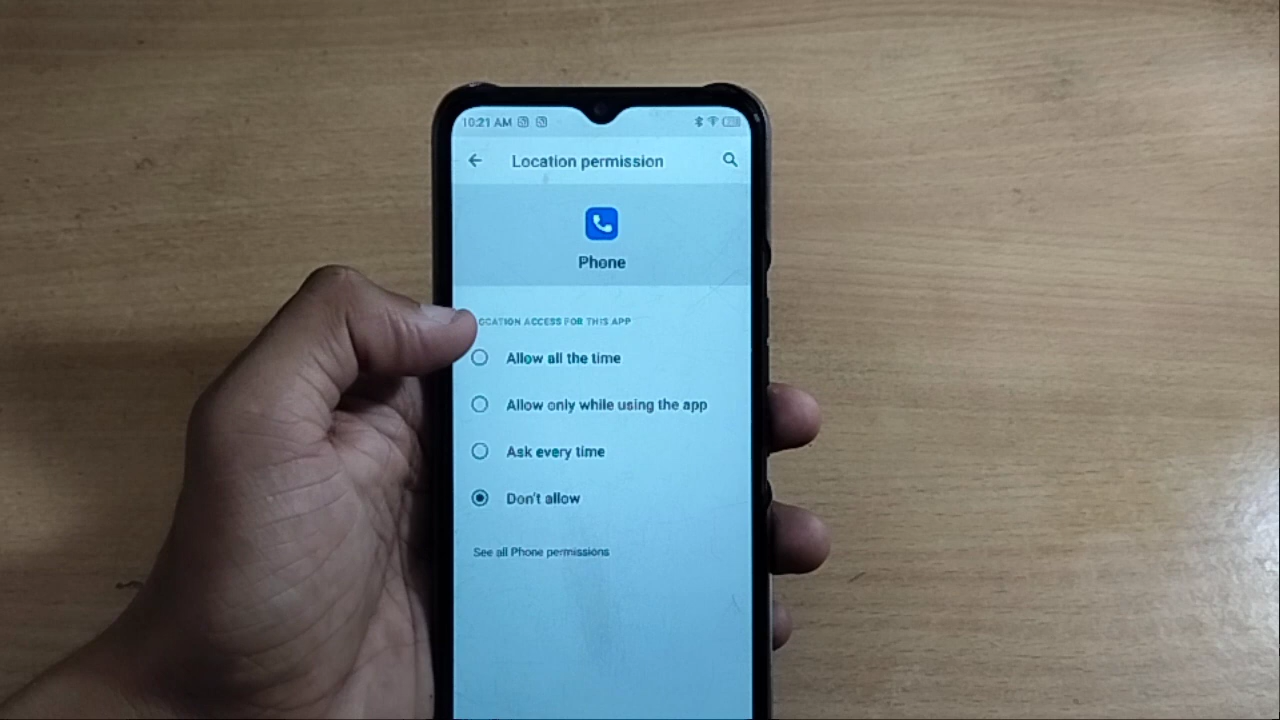 10:21 AM
Location permission
Phone
OCATION ACCESS FOR THIS APP
Allow all the time
Allow only while using the app
Ask every time
Don't allow
See all Phone permissions